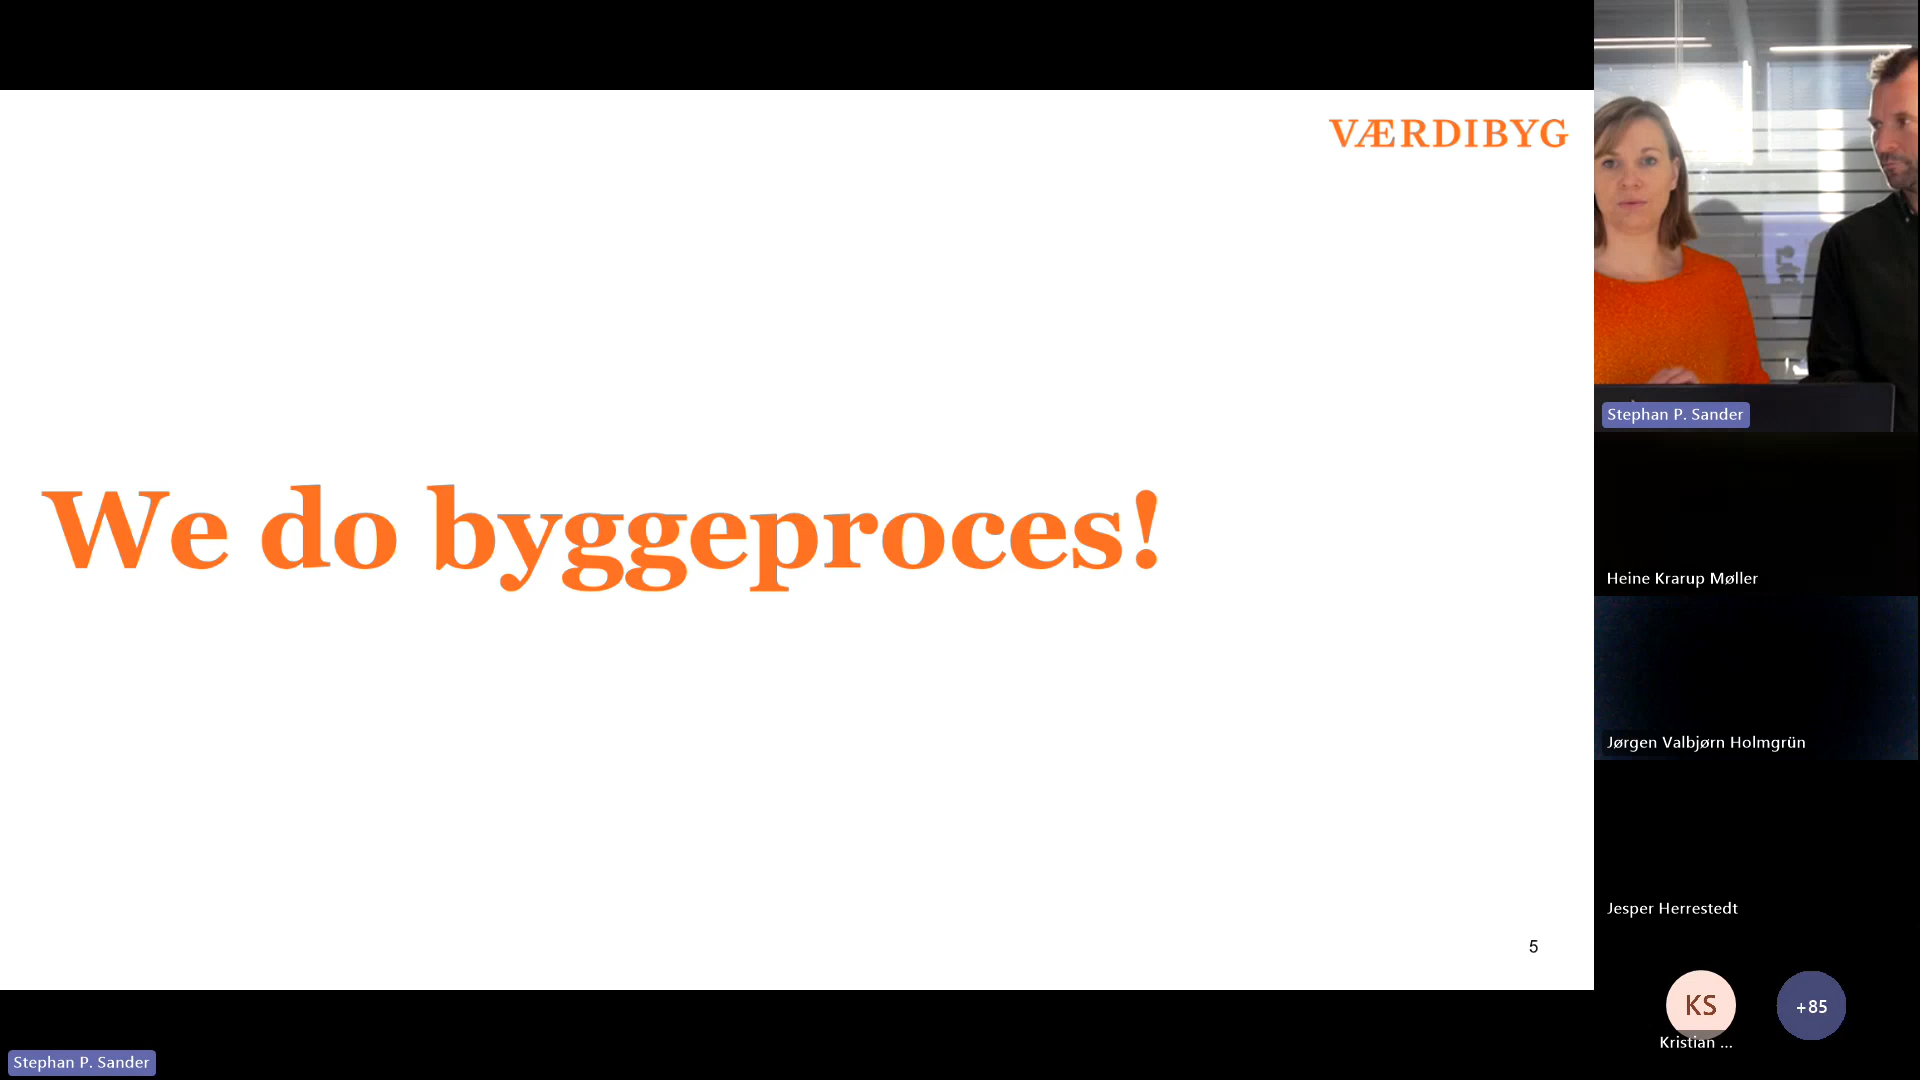 VÆRDIBYG
We do byggeproces!
5
Stephan P. Sander
Stephan P. Sander
Heine Krarup Møller
Jørgen Valbjørn Holmgrün
Jesper Herrestedt
KS
Kristian ...
+85